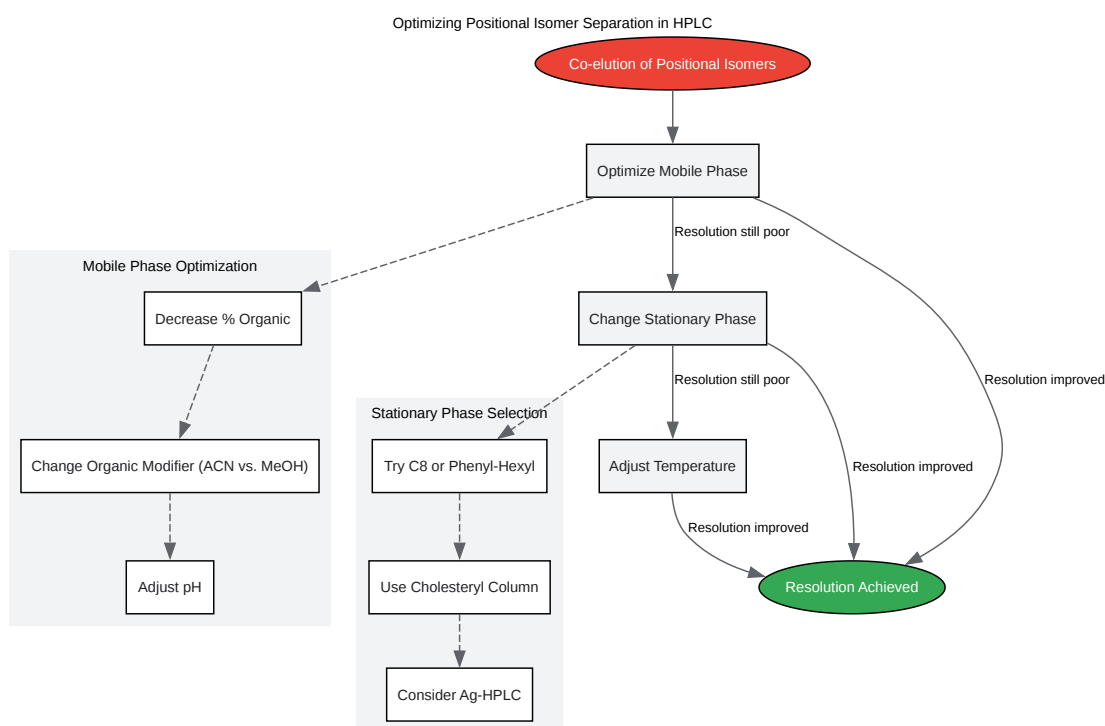 Optimizing Positional Isomer Separation in HPLC
Co-elution of Positional Isomers
Optimize Mobile Phase
Resolution still poor
Mobile Phase Optimization
Decrease % Organic
Change Stationary Phase
Resolution still poor
Resolution improved
Stationary Phase Selection
Change Organic Modifier (ACN vs. MeOH)
Try C8 or Phenyl-Hexyl
Adjust Temperature
Resolution improved
Resolution improved
Adjust pH
Use Cholesteryl Column
Resolution Achieved
Consider Ag-HPLC